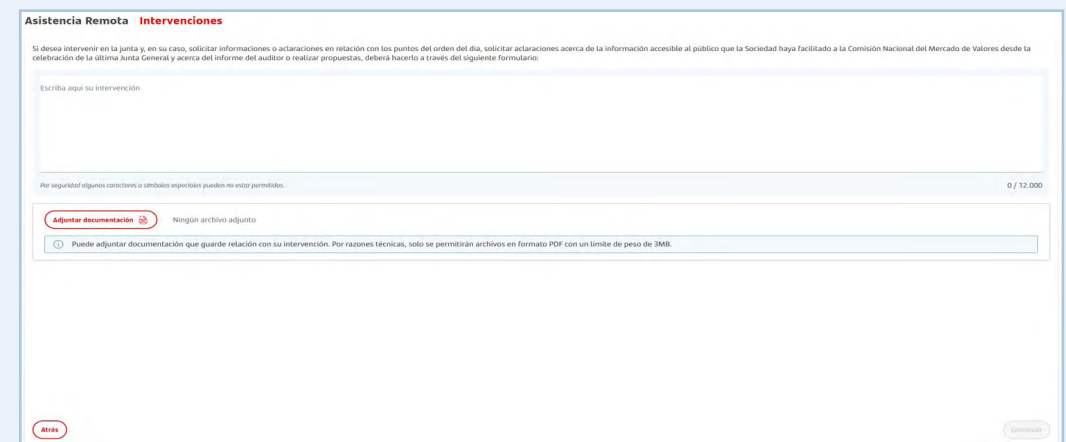 Asistencia Remota Intervenciones
Si desea intervenir en la junta y, en su caso, solicitar informaciones o aclaraciones en relación con los puntos del orden del día, solicitar aclaraciones acerca de la información accesible al público que la Sociedad haya facilitado a la Comisión Nacional del Mercado de Valores desde la
celebración de la última Junta General y acerca del informe del auditor o realizar propuestas, deberá hacerlo a través del siguiente formulario:
Escriba aquí su intervención
Por seguridad algunos caracteres o símbolos especiales pueden no estar permitidos.
0 / 12.000
Adjuntar documentación
Ningún archivo adjunto
Puede adjuntar documentación que guarde relación con su intervención. Por razones técnicas, solo se permitirán archivos en formato PDF con un límite de peso de 3MB.
Atrás
Continuar